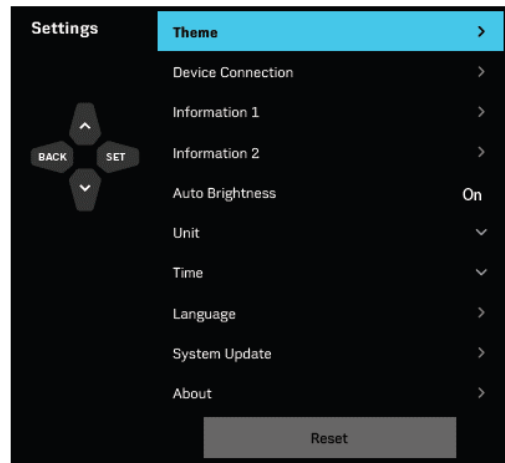 Settings
Theme
Device Connection
Information 1
Information 2
BACK SET
Auto Brightness On
Unit
Time
Language
System Update
About
Reset